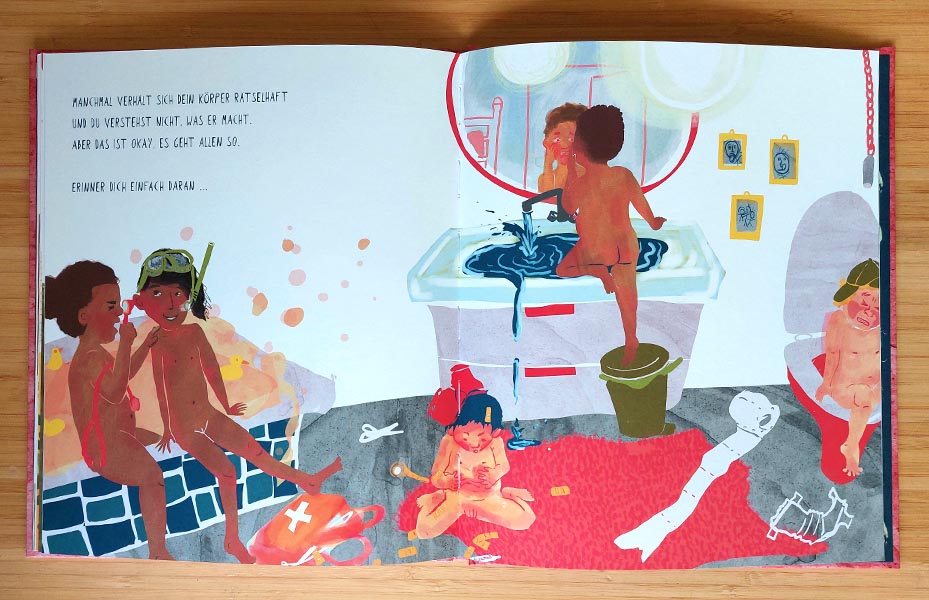 MANCHMAL VERHÄLT SICH DEIN KÖRPER RÄTSELHAFT
UND DU VERSTEHST NICHT, WAS ER MACHT.
ABER DAS IST OKAY. ES GEHT ALLEN SO.
ERINNER DICH EINFACH DARAN ...